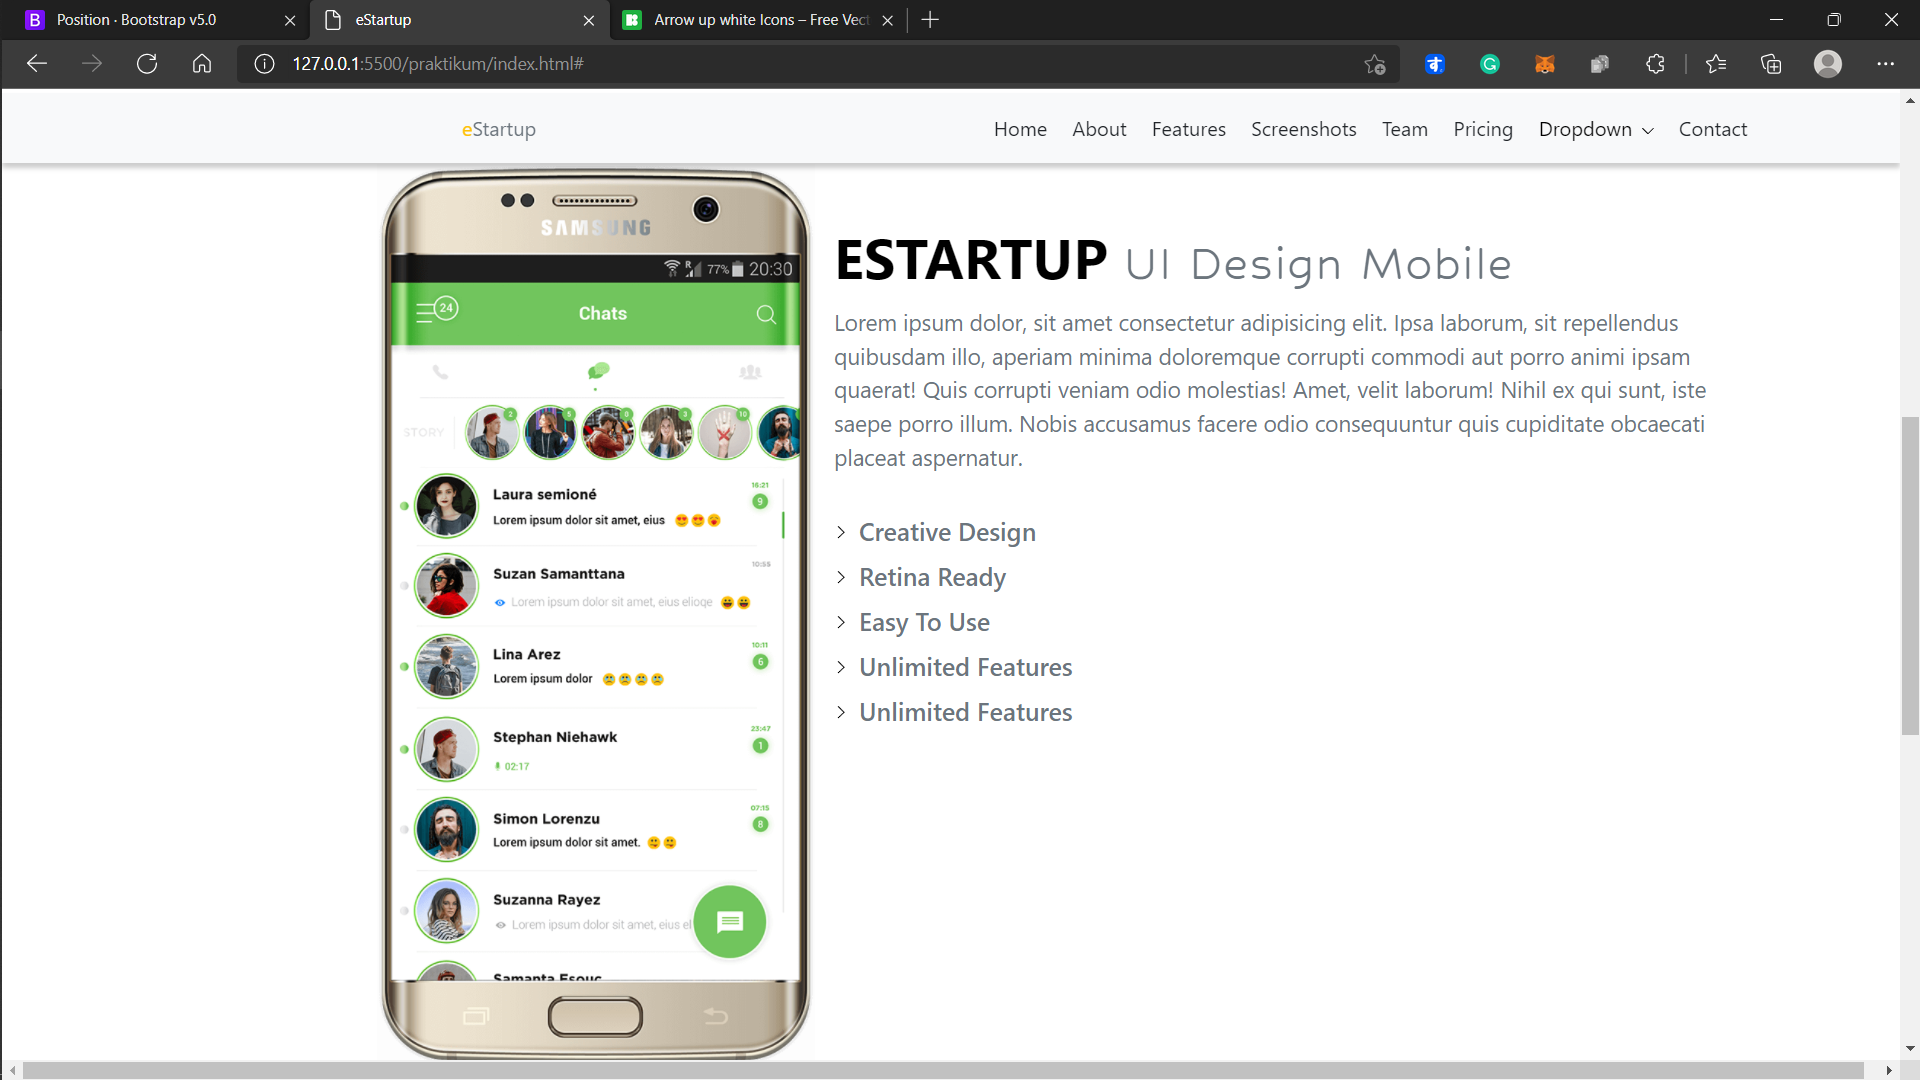 Position · Bootstrap v5.0
eStartup
Arrow up white Icons – Free Vect
127.0.0.1:5500/praktikum/index.html#
eStartup
Home About Features Screenshots Team Pricing Dropdown Contact
SAMSUNG
R 77% 20:30
24 Chats
STORY
2 5 0 3 10
Laura semioné 16:21
Lorem ipsum dolor sit amet, eius 9
Suzan Samanttana 10:55
Lorem ipsum dolor sit amet, eius elioqe
Lina Arez 10:11
Lorem ipsum dolor 6
Stephan Niehawk 23:47
02:17 1
Simon Lorenzu 07:15
Lorem ipsum dolor sit amet. 8
Suzanna Rayez
Lorem ipsum dolor sit amet, eius el
Samanta Esouc
ESTARTUP UI Design Mobile
Lorem ipsum dolor, sit amet consectetur adipisicing elit. Ipsa laborum, sit repellendus
quibusdam illo, aperiam minima doloremque corrupti commodi aut porro animi ipsam
quaerat! Quis corrupti veniam odio molestias! Amet, velit laborum! Nihil ex qui sunt, iste
saepe porro illum. Nobis accusamus facere odio consequuntur quis cupiditate obcaecati
placeat aspernatur.
Creative Design
Retina Ready
Easy To Use
Unlimited Features
Unlimited Features